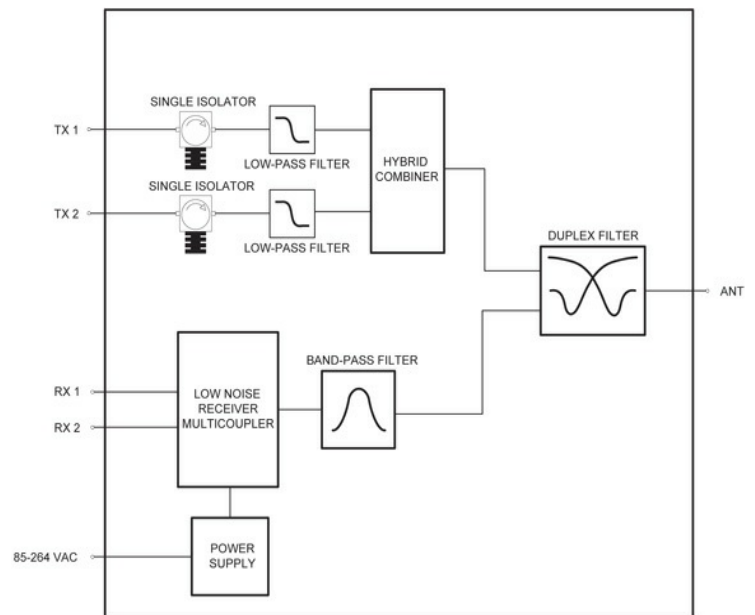 SINGLE ISOLATOR
TX 1
LOW-PASS FILTER
HYBRID
COMBINER
SINGLE ISOLATOR
TX 2
LOW-PASS FILTER
DUPLEX FILTER
ANT
BAND-PASS FILTER
RX 1
LOW NOISE
RECEIVER
MULTICOUPLER
RX 2
POWER
SUPPLY
85-264 VAC